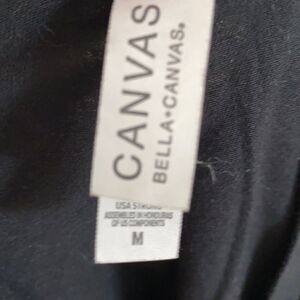 CANVAS
BELLA+CANVAS®
USA STRONG
ASSEMBLED IN HONDURAS
OF US COMPONENTS
M